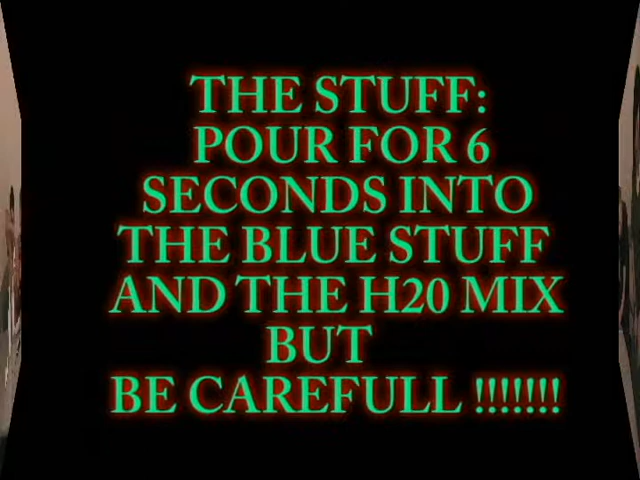 THE STUFF:
POUR FOR 6
SECONDS INTO
THE BLUE STUFF
AND THE H20 MIX
BUT
BE CAREFULL !!!!!!!